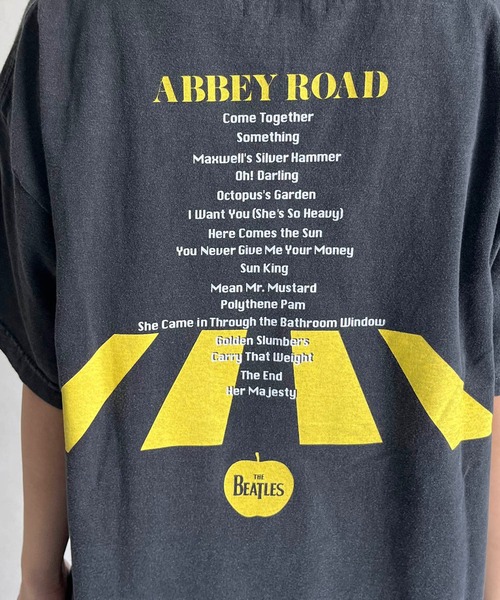 ABBEY ROAD
Come Together
Something
Maxwell's Silver Hammer
Oh! Darling
Octopus's Garden
I Want You (She's So Heavy)
Here Comes the Sun
You Never Give Me Your Money
Sun King
Mean Mr. Mustard
Polythene Pam
She Came in Through the Bathroom Window
Golden Slumbers
Carry That Weight
The End
Her Majesty
THE
BEATLES